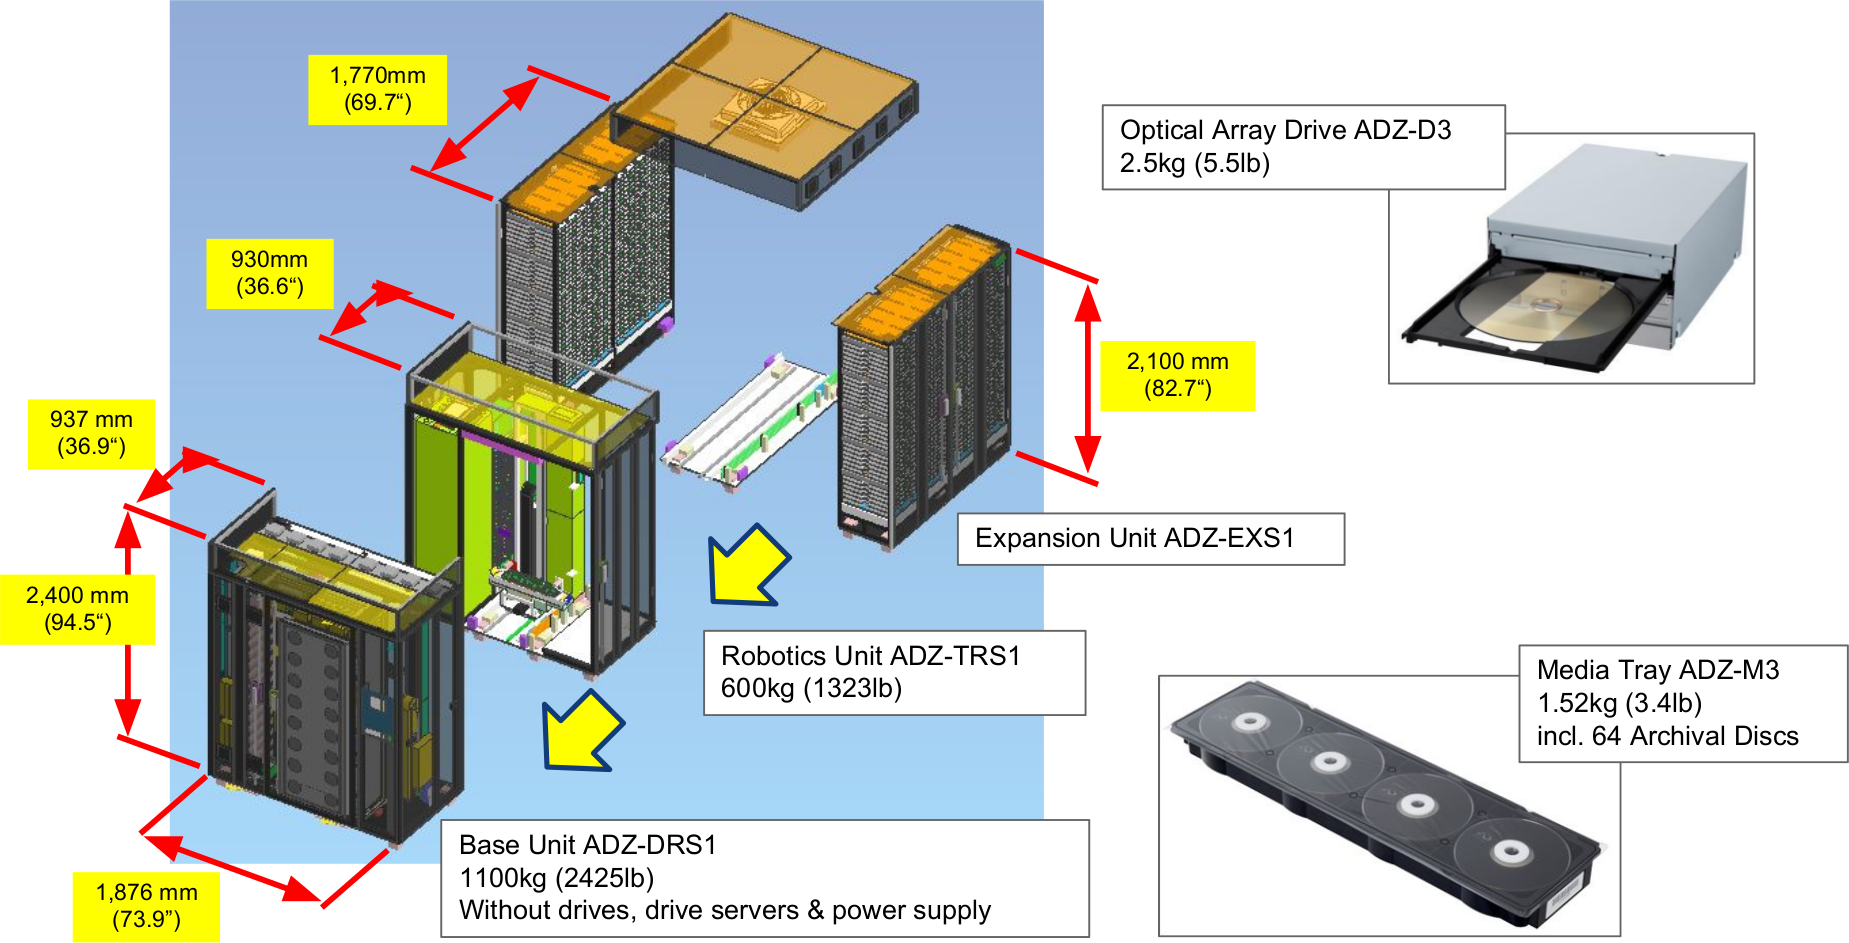 1,770mm
(69.7“)
930mm
(36.6“)
937 mm
(36.9“)
2,400 mm
(94.5“)
1,876 mm
(73.9”)
2,100 mm
(82.7“)
Optical Array Drive ADZ-D3
2.5kg (5.5lb)
Expansion Unit ADZ-EXS1
Robotics Unit ADZ-TRS1
600kg (1323lb)
Base Unit ADZ-DRS1
1100kg (2425lb)
Without drives, drive servers & power supply
Media Tray ADZ-M3
1.52kg (3.4lb)
incl. 64 Archival Discs